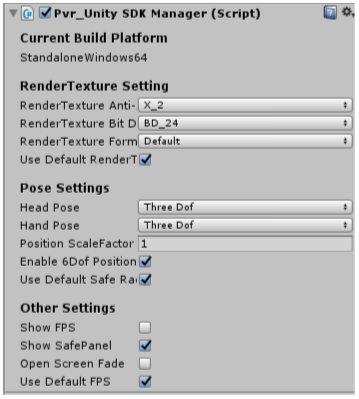 Pvr_Unity SDK Manager (Script)
Current Build Platform
StandaloneWindows64
RenderTexture Setting
RenderTexture Anti- X_2
RenderTexture Bit D BD_24
RenderTexture Form Default
Use Default RenderT
Pose Settings
Head Pose Three Dof
Hand Pose Three Dof
Position ScaleFactor 1
Enable 6Dof Position
Use Default Safe Ra
Other Settings
Show FPS
Show SafePanel
Open Screen Fade
Use Default FPS